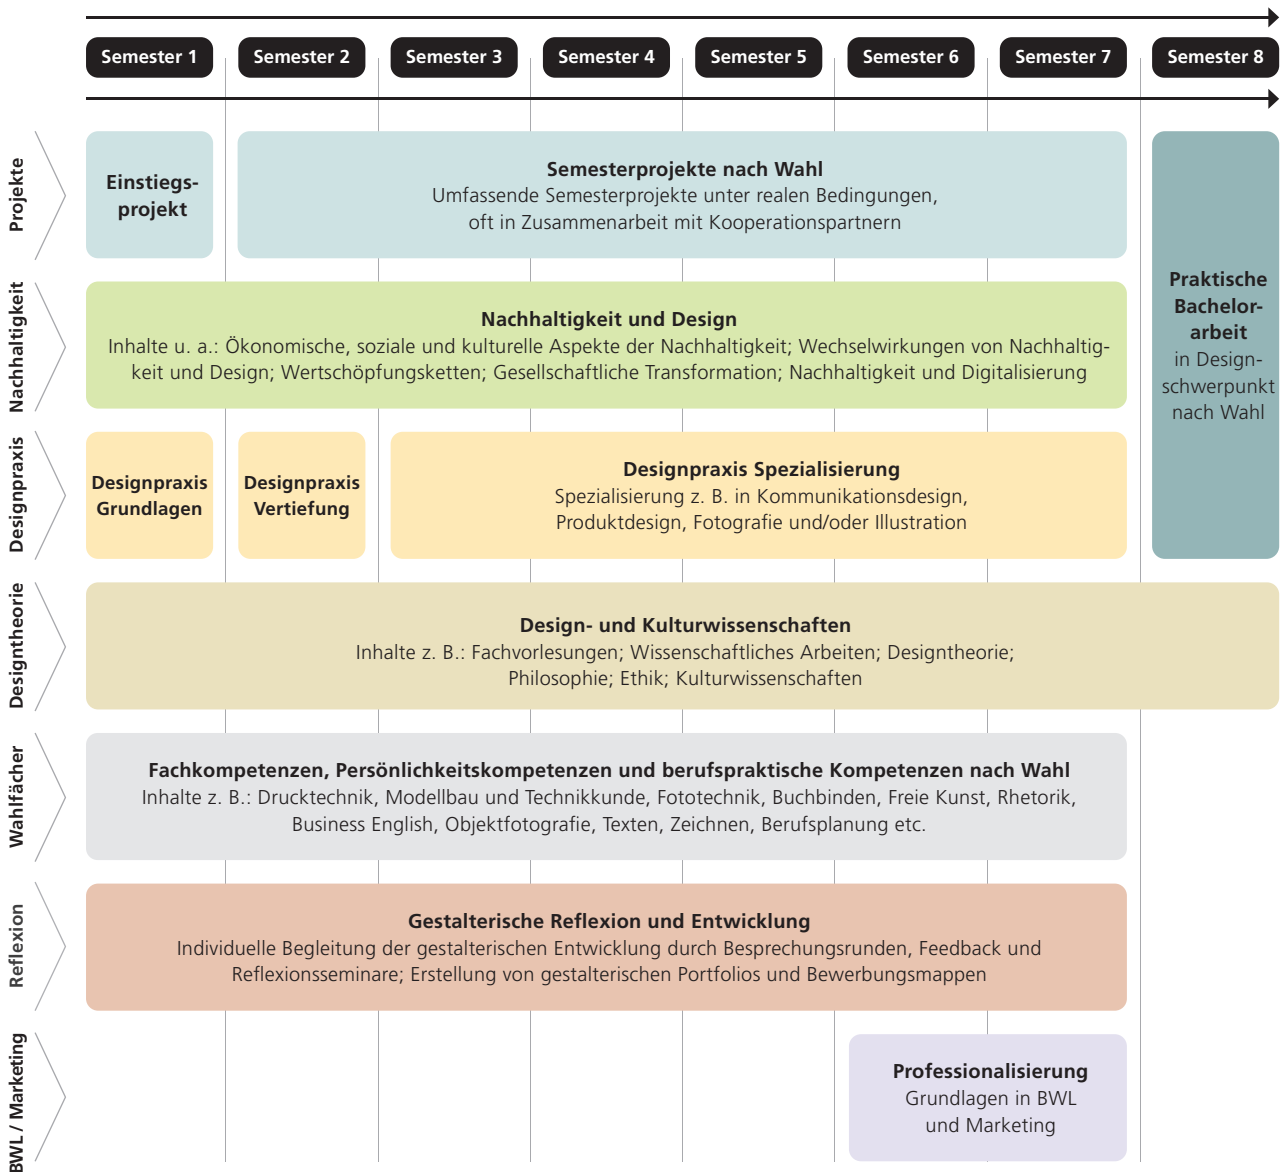 Semester 1
Semester 2
Semester 3
Semester 4
Semester 5
Semester 6
Semester 7
Semester 8
Projekte
Einstiegs-
projekt
Semesterprojekte nach Wahl
Umfassende Semesterprojekte unter realen Bedingungen,
oft in Zusammenarbeit mit Kooperationspartnern
Praktische
Bachelor-
arbeit
in Design-
schwerpunkt
nach Wahl
Nachhaltigkeit
Nachhaltigkeit und Design
Inhalte u. a.: Ökonomische, soziale und kulturelle Aspekte der Nachhaltigkeit; Wechselwirkungen von Nachhaltig-
keit und Design; Wertschöpfungsketten; Gesellschaftliche Transformation; Nachhaltigkeit und Digitalisierung
Designpraxis
Designpraxis
Grundlagen
Designpraxis
Vertiefung
Designpraxis Spezialisierung
Spezialisierung z. B. in Kommunikationsdesign,
Produktdesign, Fotografie und/oder Illustration
Designtheorie
Design- und Kulturwissenschaften
Inhalte z. B.: Fachvorlesungen; Wissenschaftliches Arbeiten; Designtheorie;
Philosophie; Ethik; Kulturwissenschaften
Wahlfächer
Fachkompetenzen, Persönlichkeitskompetenzen und berufspraktische Kompetenzen nach Wahl
Inhalte z. B.: Drucktechnik, Modellbau und Technikkunde, Fototechnik, Buchbinden, Freie Kunst, Rhetorik,
Business English, Objektfotografie, Texten, Zeichnen, Berufsplanung etc.
Reflexion
Gestalterische Reflexion und Entwicklung
Individuelle Begleitung der gestalterischen Entwicklung durch Besprechungsrunden, Feedback und
Reflexionsseminare; Erstellung von gestalterischen Portfolios und Bewerbungsmappen
BWL / Marketing
Professionalisierung
Grundlagen in BWL
und Marketing